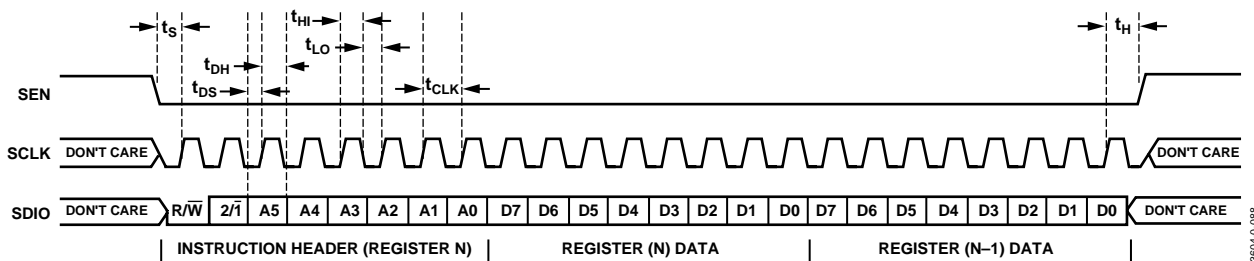 tS
tHI
tH
tLO
tDH
tCLK
tDS
SEN
SCLK DON'T CARE DON'T CARE
SDIO DON'T CARE R/W̅ 2/1̅ A5 A4 A3 A2 A1 A0 D7 D6 D5 D4 D3 D2 D1 D0 D7 D6 D5 D4 D3 D2 D1 D0 DON'T CARE
INSTRUCTION HEADER (REGISTER N) REGISTER (N) DATA REGISTER (N–1) DATA